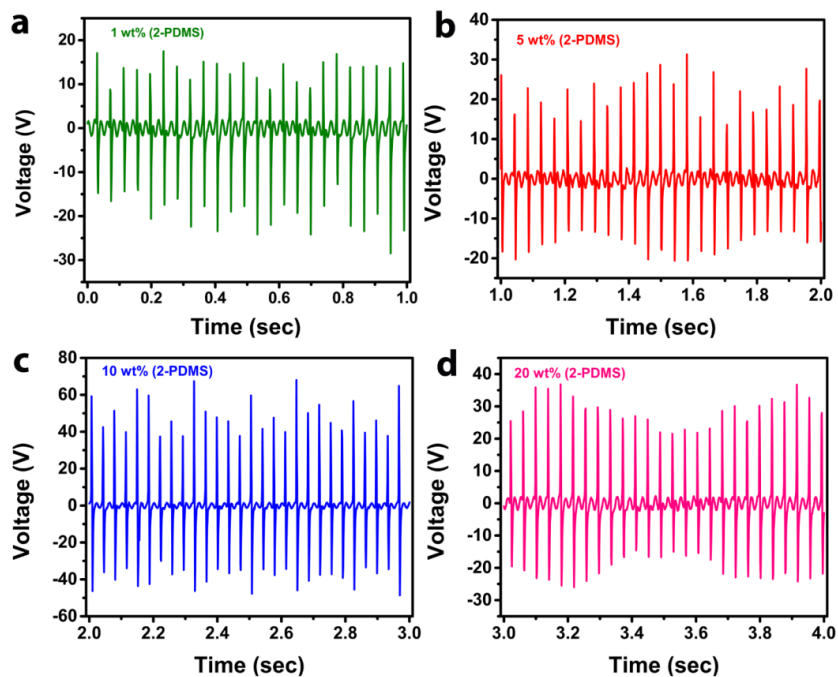 a
1 wt% (2-PDMS)
Voltage (V)
20
10
0
-10
-20
-30
0.0 0.2 0.4 0.6 0.8 1.0
Time (sec)
b
5 wt% (2-PDMS)
Voltage (V)
40
30
20
10
0
-10
-20
1.0 1.2 1.4 1.6 1.8 2.0
Time (sec)
c
10 wt% (2-PDMS)
Voltage (V)
80
60
40
20
0
-20
-40
-60
2.0 2.2 2.4 2.6 2.8 3.0
Time (sec)
d
20 wt% (2-PDMS)
Voltage (V)
40
30
20
10
0
-10
-20
-30
3.0 3.2 3.4 3.6 3.8 4.0
Time (sec)